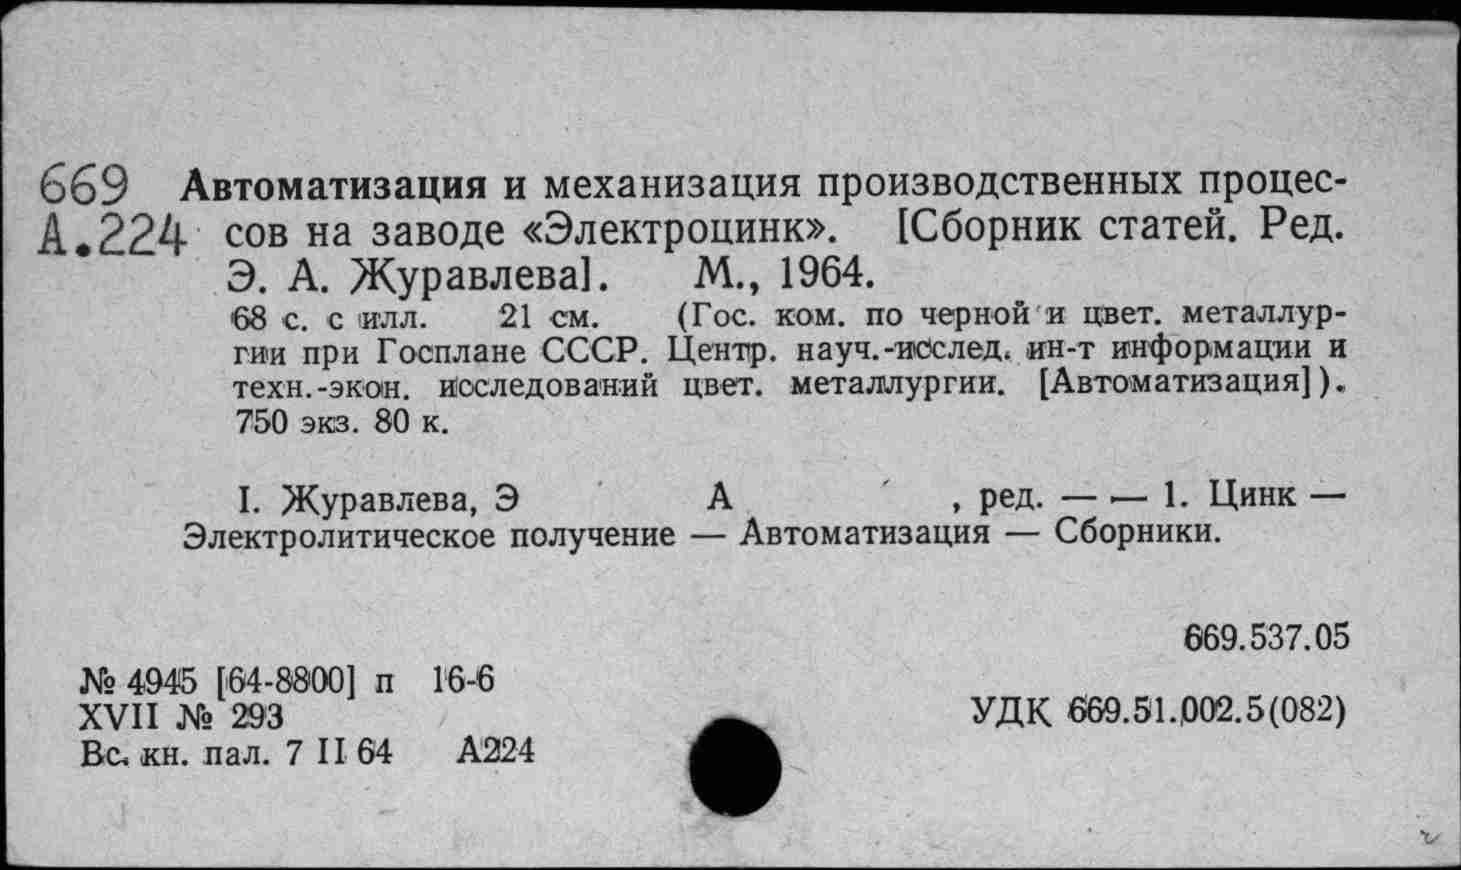 669 Автоматизация и механизация производственных процес-
А.224 сов на заводе «Электроцинк». [Сборник статей. Ред.
Э. А. Журавлева]. М., 1964.
68 с. с илл. 21 см. (Гос. ком. по черной и цвет. металлур-
гии при Госплане СССР. Центр. науч.-исслед. ин-т информации и
техн.-экон. исследований цвет. металлургии. [Автоматизация]).
750 экз. 80 к.
I. Журавлева, Э А , ред. — — 1. Цинк —
Электролитическое получение — Автоматизация — Сборники.
669.537.05
№ 4945 [64-8800] п 16-6
XVII № 293
УДК 669.51.002.5(082)
Вс. кн. пал. 7 II 64 А224